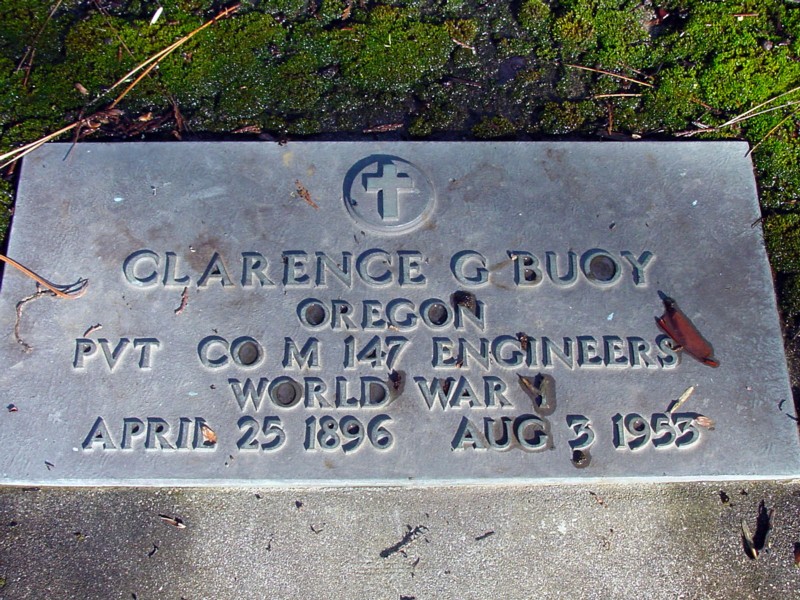 CLARENCE G BUOY
OREGON
PVT CO M 147 ENGINEERS
WORLD WAR I
APRIL 25 1896 AUG 3 1953